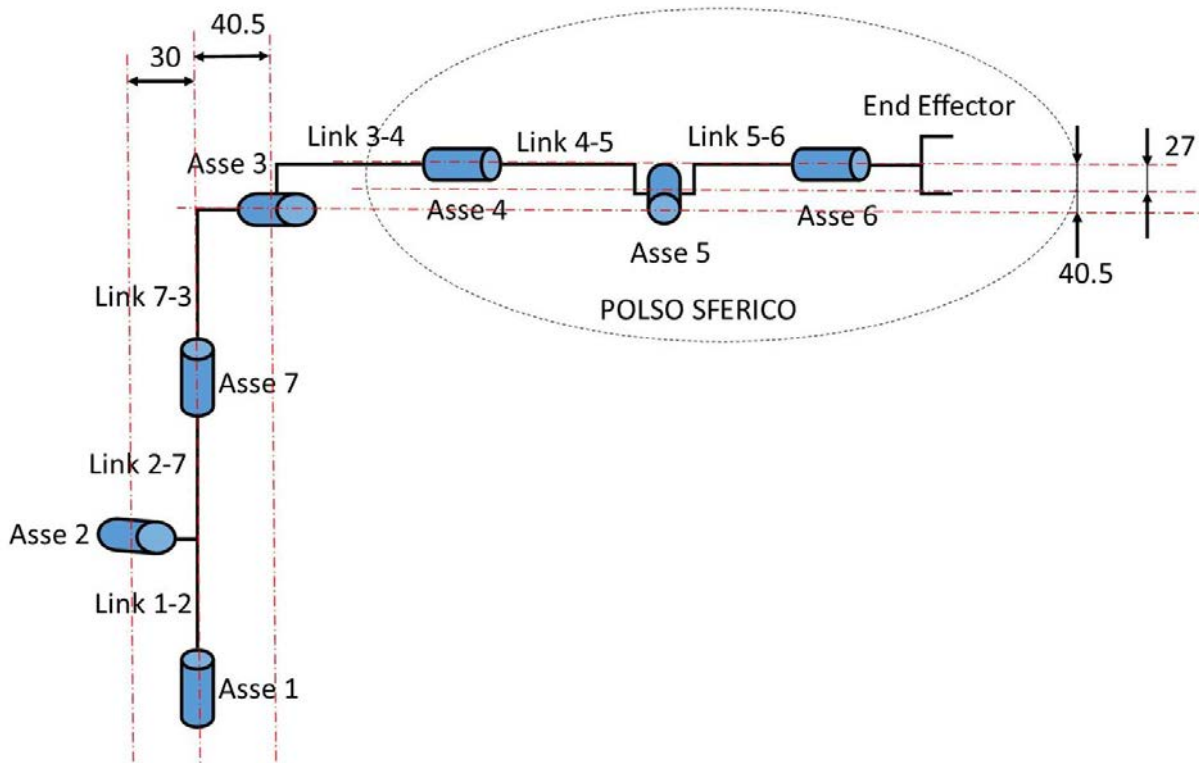 40.5
30
End Effector
Link 3-4
Link 4-5
Link 5-6
27
Asse 3
Asse 4
Asse 6
Asse 5
40.5
Link 7-3
POLSO SFERICO
Asse 7
Link 2-7
Asse 2
Link 1-2
Asse 1